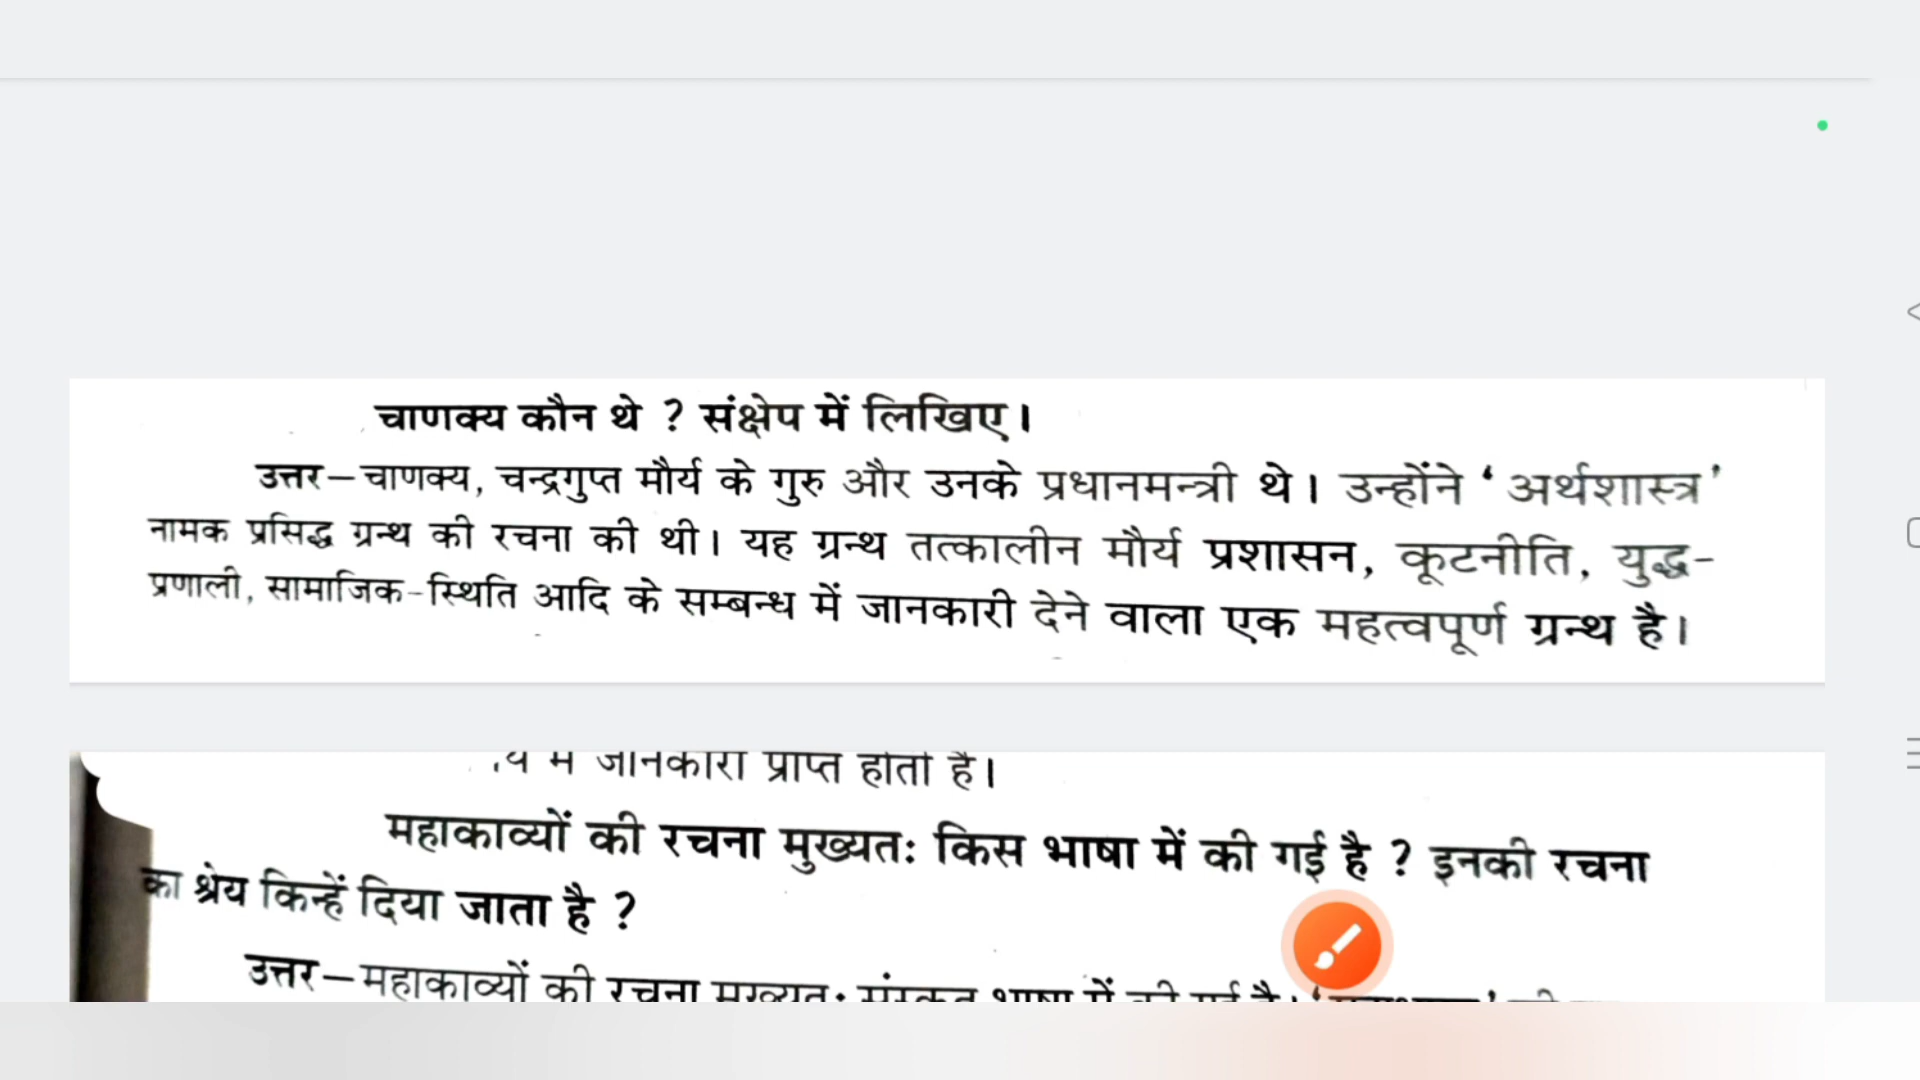 चाणक्य कौन थे ? संक्षेप में लिखिए।
उत्तर–चाणक्य, चन्द्रगुप्त मौर्य के गुरु और उनके प्रधानमन्त्री थे। उन्होंने ‘अर्थशास्त्र’
नामक प्रसिद्ध ग्रन्थ की रचना की थी। यह ग्रन्थ तत्कालीन मौर्य प्रशासन, कूटनीति, युद्ध-
प्रणाली, सामाजिक-स्थिति आदि के सम्बन्ध में जानकारी देने वाला एक महत्वपूर्ण ग्रन्थ है।
में जानकारी प्राप्त होती है।
महाकाव्यों की रचना मुख्यतः किस भाषा में की गई है ? इनकी रचना
का श्रेय किन्हें दिया जाता है ?
उत्तर–महाकाव्यों की रचना मुख्यतः संस्कृत भाषा में की गई है।